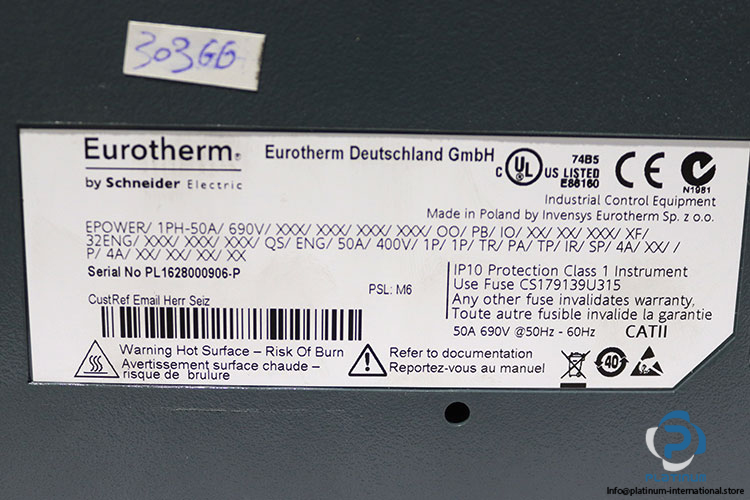 303GG
Eurotherm®
by Schneider Electric
Eurotherm Deutschland GmbH
C UL US LISTED
74B5
E86160
CE
N1981
Industrial Control Equipment
Made in Poland by Invensys Eurotherm Sp. z o.o.
EPOWER/ 1PH-50A/ 690V/ XXX/ XXX/ XXX/ XXX/ OO/ PB/ IO/ XX/ XX/ XXX/ XF/
32ENG/ XXX/ XXX/ XXX/ QS/ ENG/ 50A/ 400V/ 1P/ 1P/ TR/ PA/ TP/ IR/ SP/ 4A/ XX/ /
P/ 4A/ XX/ XX/ XX/ XX
Serial No PL1628000906-P
PSL: M6
CustRef Email Herr Seiz
IP10 Protection Class 1 Instrument
Use Fuse CS179139U315
Any other fuse invalidates warranty,
Toute autre fusible invalide la garantie
50A 690V @50Hz - 60Hz CATII
Warning Hot Surface – Risk Of Burn
Avertissement surface chaude –
risque de brulure
Refer to documentation
Reportez-vous au manuel
40
PLATINUM
Info@platinum-international.store